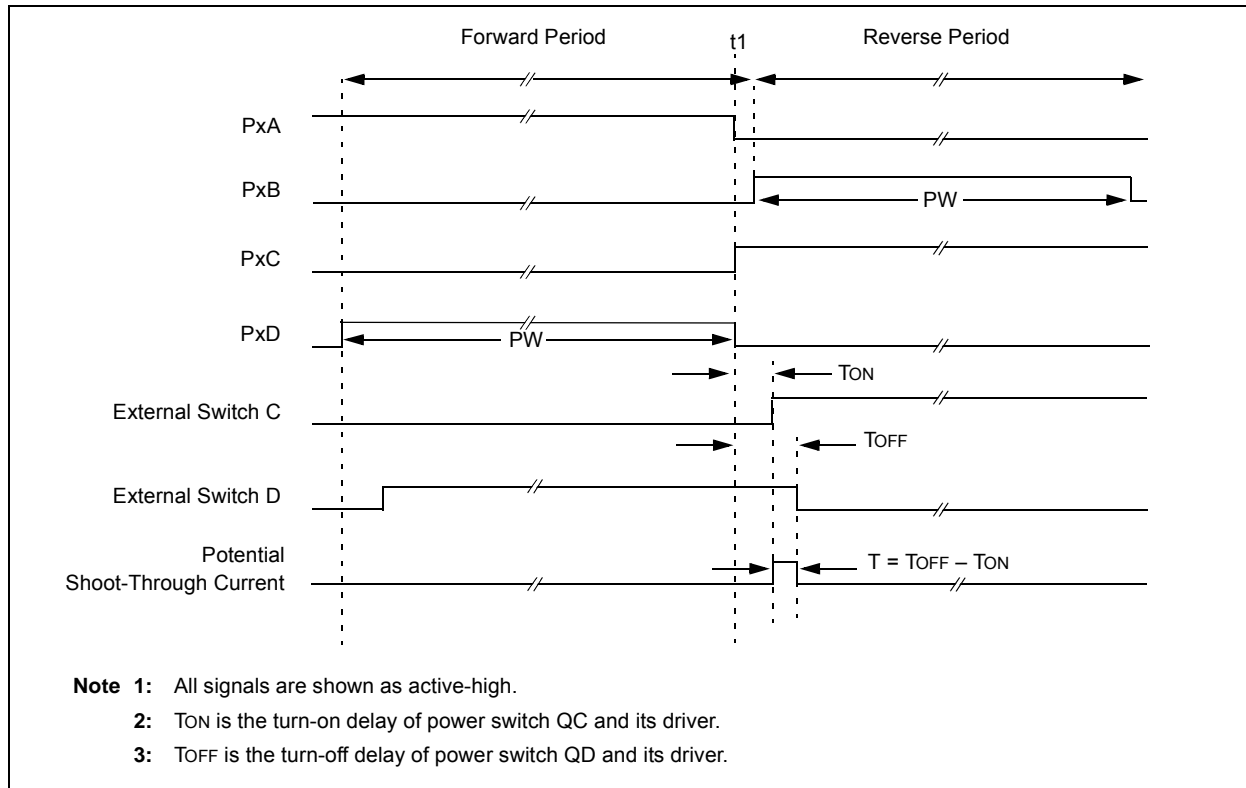 Forward Period
t1
Reverse Period
PxA
PxB
PW
PxC
PxD
PW
TON
External Switch C
TOFF
External Switch D
Potential
Shoot-Through Current
T = TOFF – TON
Note 1: All signals are shown as active-high.
2: TON is the turn-on delay of power switch QC and its driver.
3: TOFF is the turn-off delay of power switch QD and its driver.